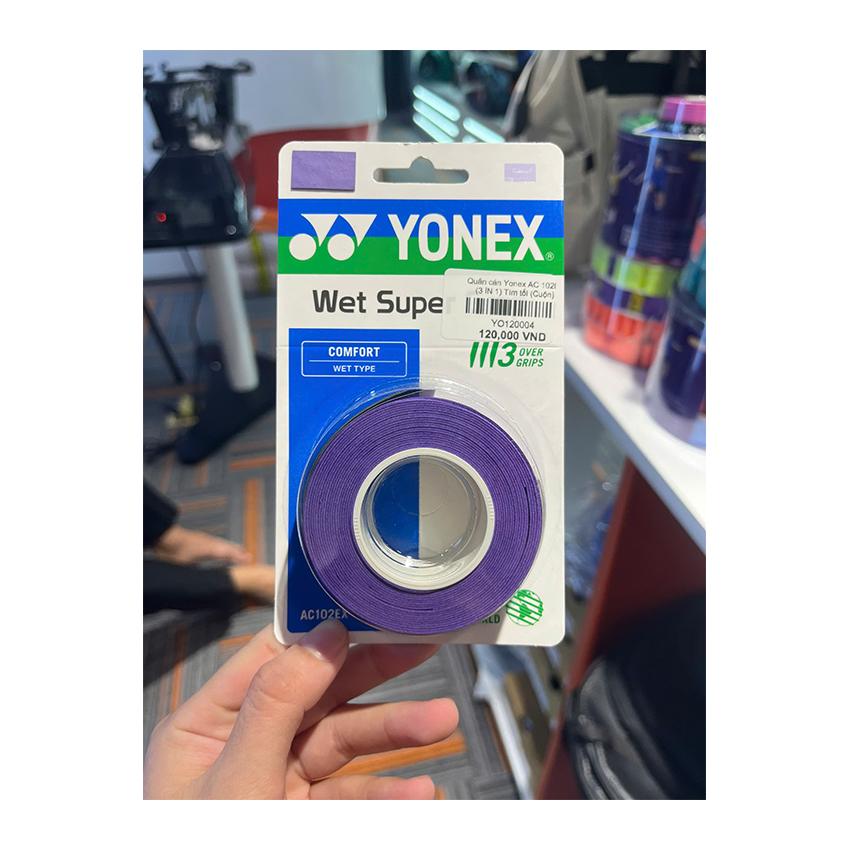 YONEX
Wet Supe
Quấn cán Yonex AC 102
(3 IN 1) Tím tối (Cuộn)
YO120004
120,000 VND
COMFORT
WET TYPE
3 OVER
GRIPS
AC102EX